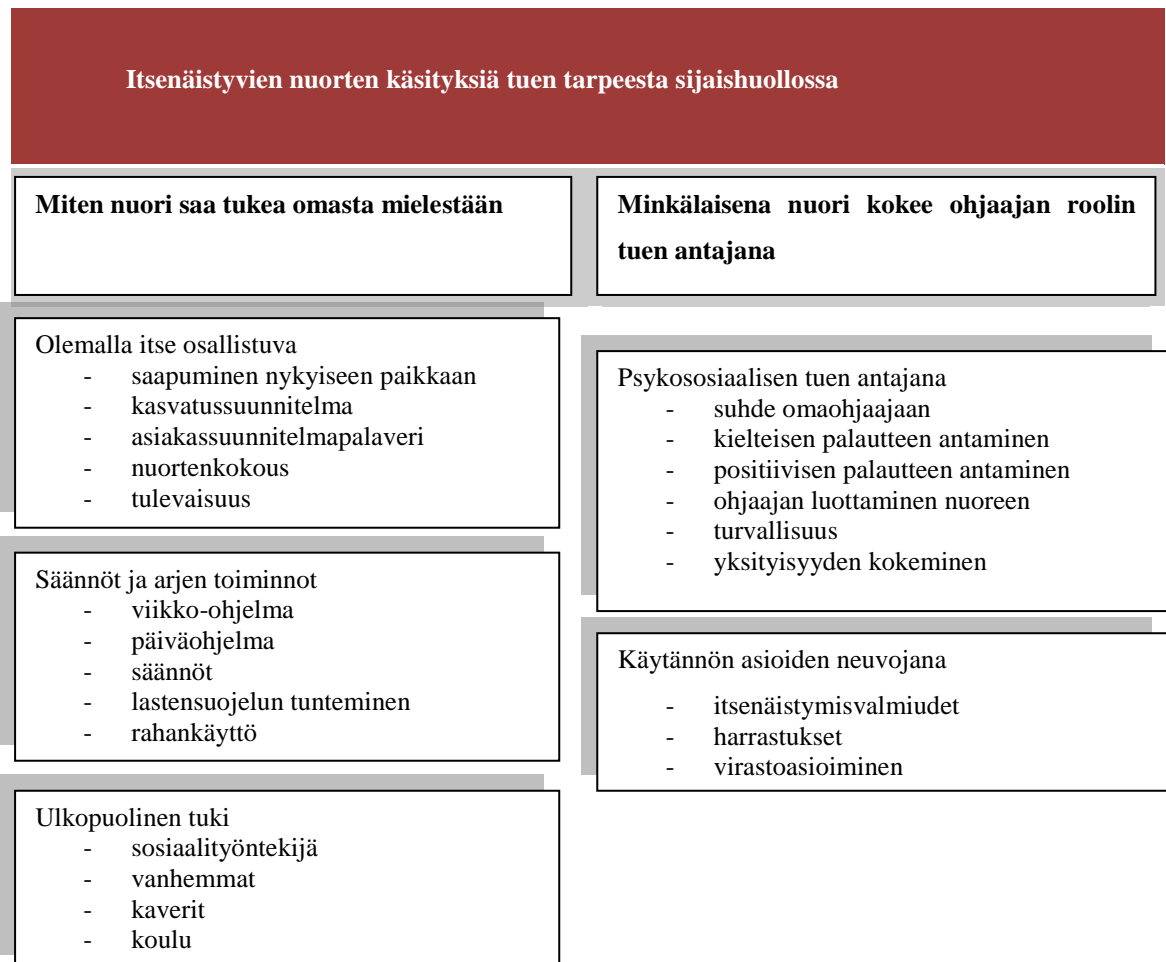 Itsenäistyvien nuorten käsityksiä tuen tarpeesta sijaishuollossa
Miten nuori saa tukea omasta mielestään
Olemalla itse osallistuva
- saapuminen nykyiseen paikkaan
- kasvatussuunnitelma
- asiakassuunnitelmapalaveri
- nuortenkokous
- tulevaisuus
Säännöt ja arjen toiminnot
- viikko-ohjelma
- päiväohjelma
- säännöt
- lastensuojelun tunteminen
- rahankäyttö
Ulkopuolinen tuki
- sosiaalityöntekijä
- vanhemmat
- kaverit
- koulu
Minkälaisena nuori kokee ohjaajan roolin
tuen antajana
Psykososiaalisen tuen antajana
- suhde omaohjaajaan
- kielteisen palautteen antaminen
- positiivisen palautteen antaminen
- ohjaajan luottaminen nuoreen
- turvallisuus
- yksityisyyden kokeminen
Käytännön asioiden neuvojana
- itsenäistymisvalmiudet
- harrastukset
- virastoasioiminen